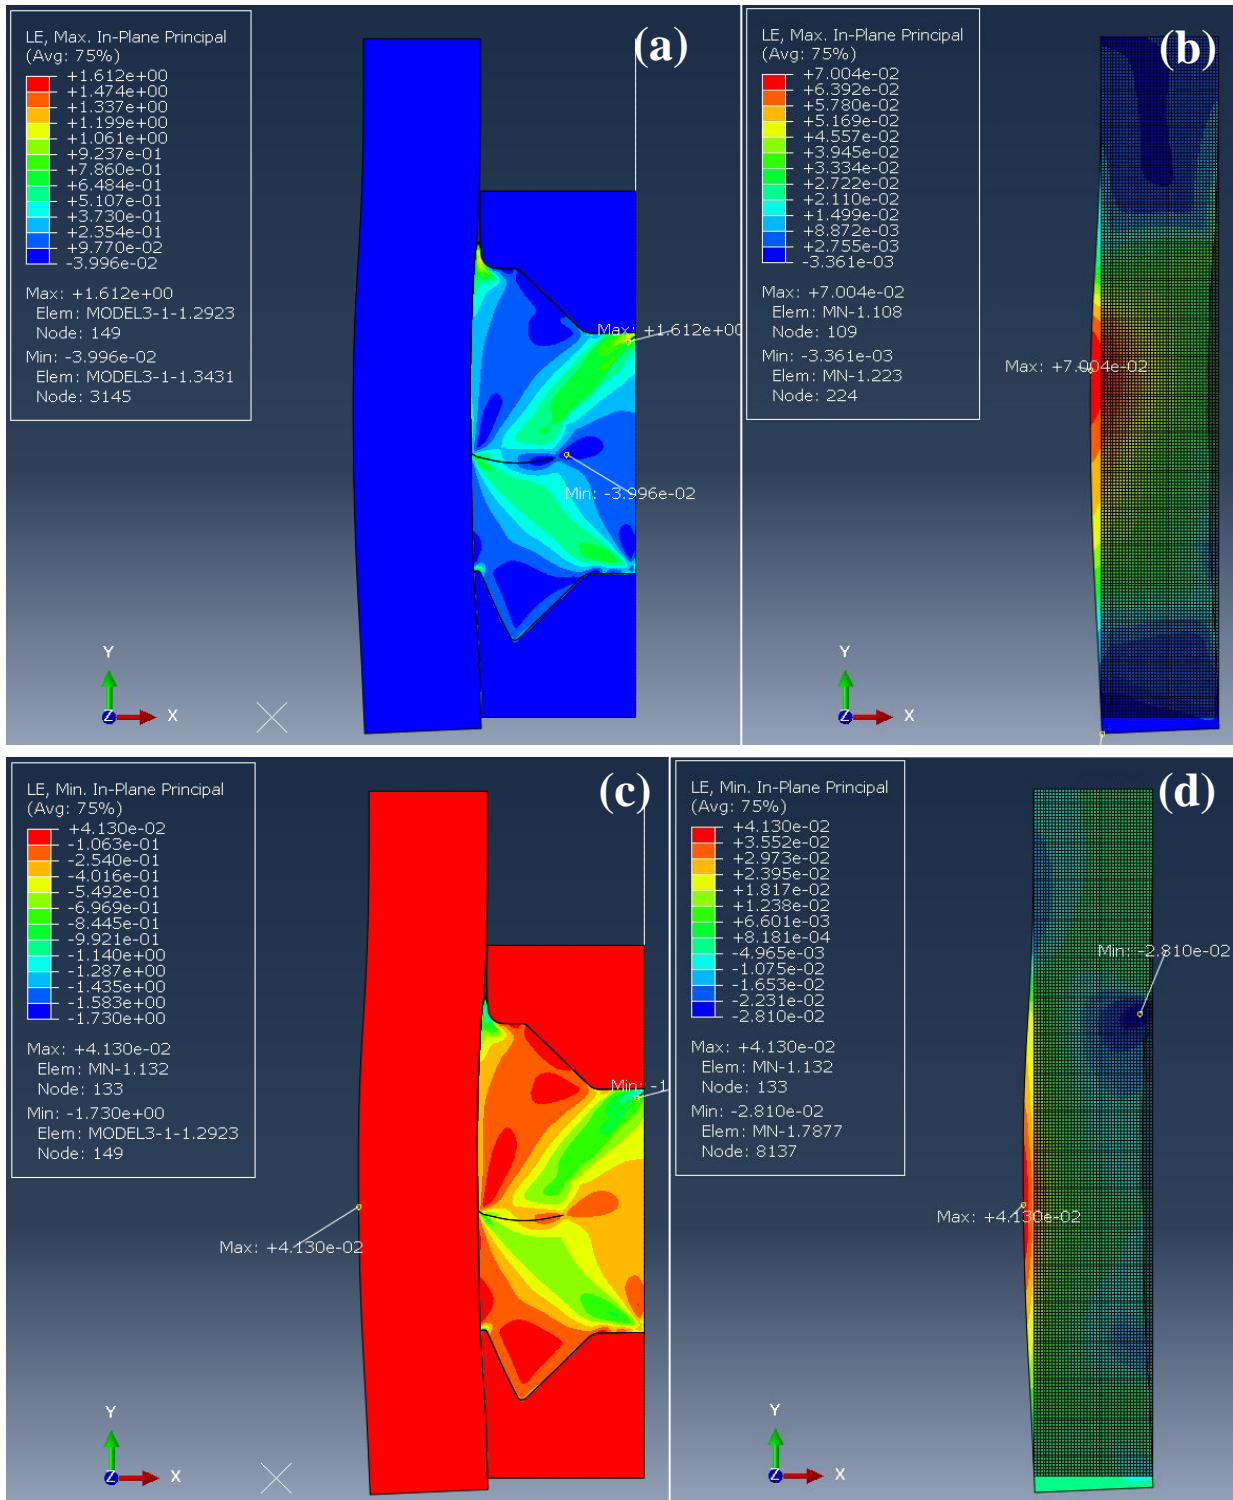 (a)
LE, Max. In-Plane Principal
(Avg: 75%)
+1.612e+00
+1.474e+00
+1.337e+00
+1.199e+00
+1.061e+00
+9.237e-01
+7.860e-01
+6.484e-01
+5.107e-01
+3.730e-01
+2.354e-01
+9.770e-02
-3.996e-02
Max: +1.612e+00
Elem: MODEL3-1-1.2923
Node: 149
Min: -3.996e-02
Elem: MODEL3-1-1.3431
Node: 3145
Max: +1.612e+00
Min: -3.996e-02
Y
Z X
(b)
LE, Max. In-Plane Principal
(Avg: 75%)
+7.004e-02
+6.392e-02
+5.780e-02
+5.169e-02
+4.557e-02
+3.945e-02
+3.334e-02
+2.722e-02
+2.110e-02
+1.499e-02
+8.872e-03
+2.755e-03
-3.361e-03
Max: +7.004e-02
Elem: MN-1.108
Node: 109
Min: -3.361e-03
Elem: MN-1.223
Node: 224
Max: +7.004e-02
Y
Z X
(c)
LE, Min. In-Plane Principal
(Avg: 75%)
+4.130e-02
-1.063e-01
-2.540e-01
-4.016e-01
-5.492e-01
-6.969e-01
-8.445e-01
-9.921e-01
-1.140e+00
-1.287e+00
-1.435e+00
-1.583e+00
-1.730e+00
Max: +4.130e-02
Elem: MN-1.132
Node: 133
Min: -1.730e+00
Elem: MODEL3-1-1.2923
Node: 149
Min: -1
Max: +4.130e-02
Y
Z X
(d)
LE, Min. In-Plane Principal
(Avg: 75%)
+4.130e-02
+3.552e-02
+2.973e-02
+2.395e-02
+1.817e-02
+1.238e-02
+6.601e-03
+8.181e-04
-4.965e-03
-1.075e-02
-1.653e-02
-2.231e-02
-2.810e-02
Max: +4.130e-02
Elem: MN-1.132
Node: 133
Min: -2.810e-02
Elem: MN-1.7877
Node: 8137
Min: -2.810e-02
Max: +4.130e-02
Y
Z X